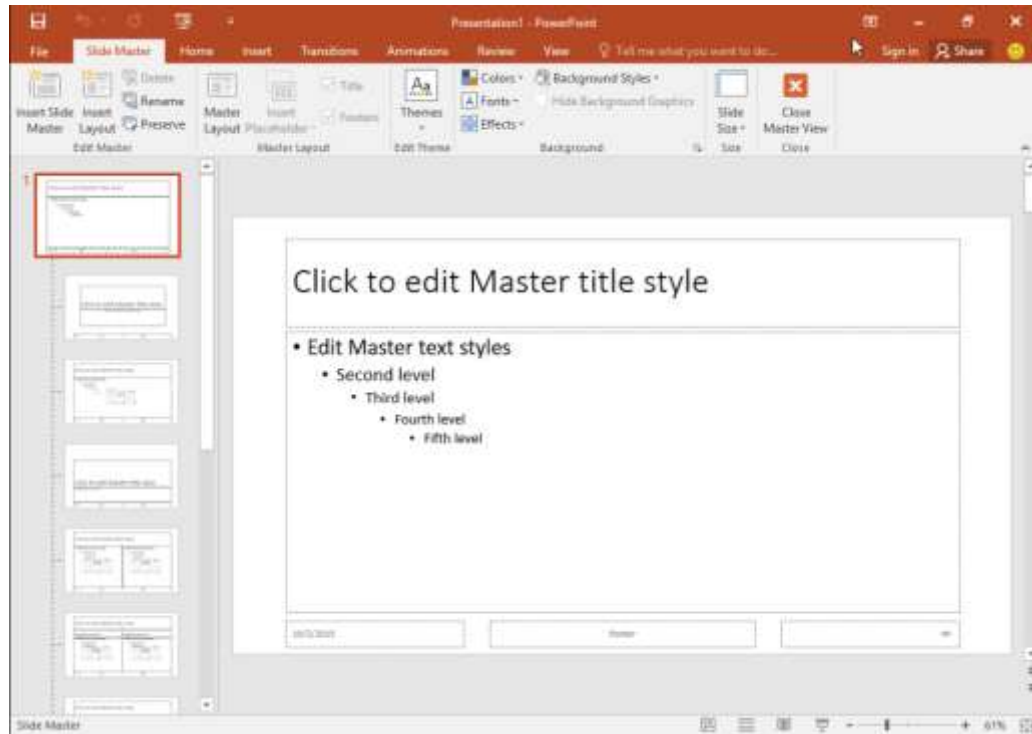 Presentation1 - PowerPoint
File Slide Master Home Insert Transitions Animations Review View Tell me what you want to do... Sign in Share
Insert Slide Master
Insert Layout
Delete
Rename
Preserve
Edit Master
Master Layout
Insert Placeholder
Title
Footers
Master Layout
Aa
Themes
Edit Theme
Colors
Fonts
Effects
Background Styles
Hide Background Graphics
Background
Slide Size
Size
Close Master View
Close
1
Click to edit Master title style
• Edit Master text styles
• Second level
• Third level
• Fourth level
• Fifth level
Footer
Slide Master
61%